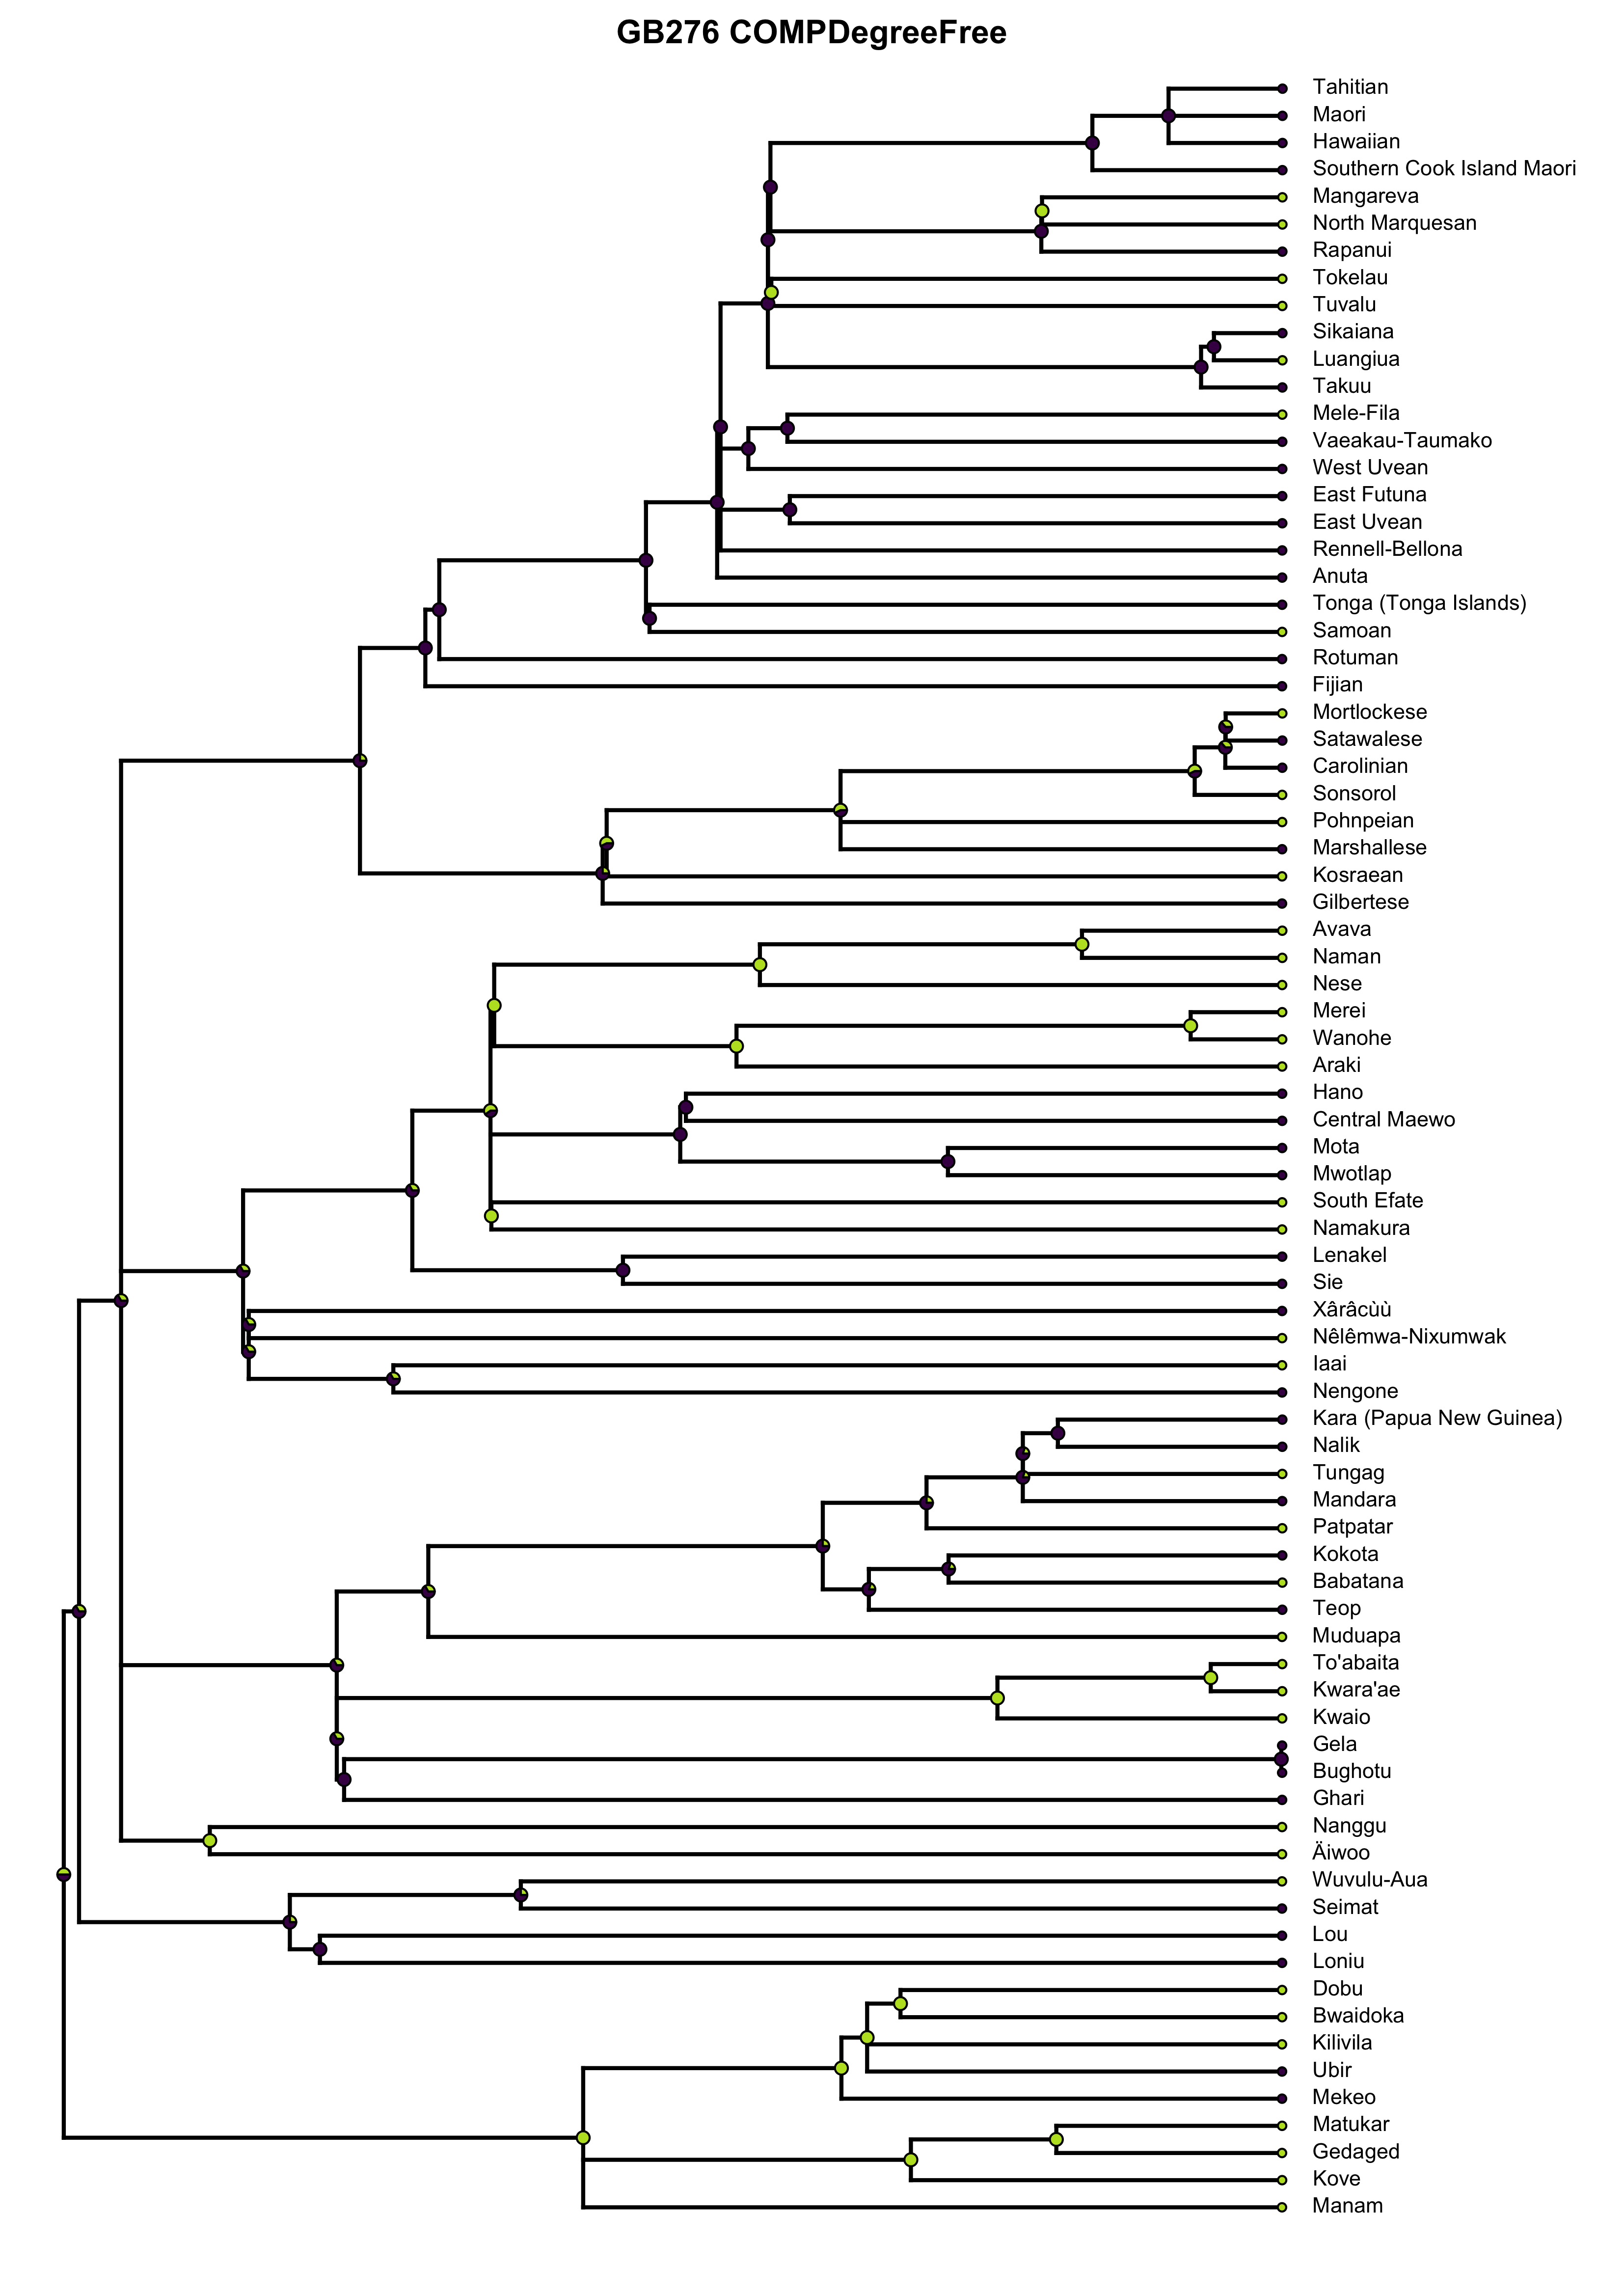 GB276 COMPDegreeFree
Tahitian
Maori
Hawaiian
Southern Cook Island Maori
Mangareva
North Marquesan
Rapanui
Tokelau
Tuvalu
Sikaiana
Luangiua
Takuu
Mele-Fila
Vaeakau-Taumako
West Uvean
East Futuna
East Uvean
Rennell-Bellona
Anuta
Tonga (Tonga Islands)
Samoan
Rotuman
Fijian
Mortlockese
Satawalese
Carolinian
Sonsorol
Pohnpeian
Marshallese
Kosraean
Gilbertese
Avava
Naman
Nese
Merei
Wanohe
Araki
Hano
Central Maewo
Mota
Mwotlap
South Efate
Namakura
Lenakel
Sie
Xârâcùù
Nêlêmwa-Nixumwak
Iaai
Nengone
Kara (Papua New Guinea)
Nalik
Tungag
Mandara
Patpatar
Kokota
Babatana
Teop
Muduapa
To'abaita
Kwara'ae
Kwaio
Gela
Bughotu
Ghari
Nanggu
Äiwoo
Wuvulu-Aua
Seimat
Lou
Loniu
Dobu
Bwaidoka
Kilivila
Ubir
Mekeo
Matukar
Gedaged
Kove
Manam